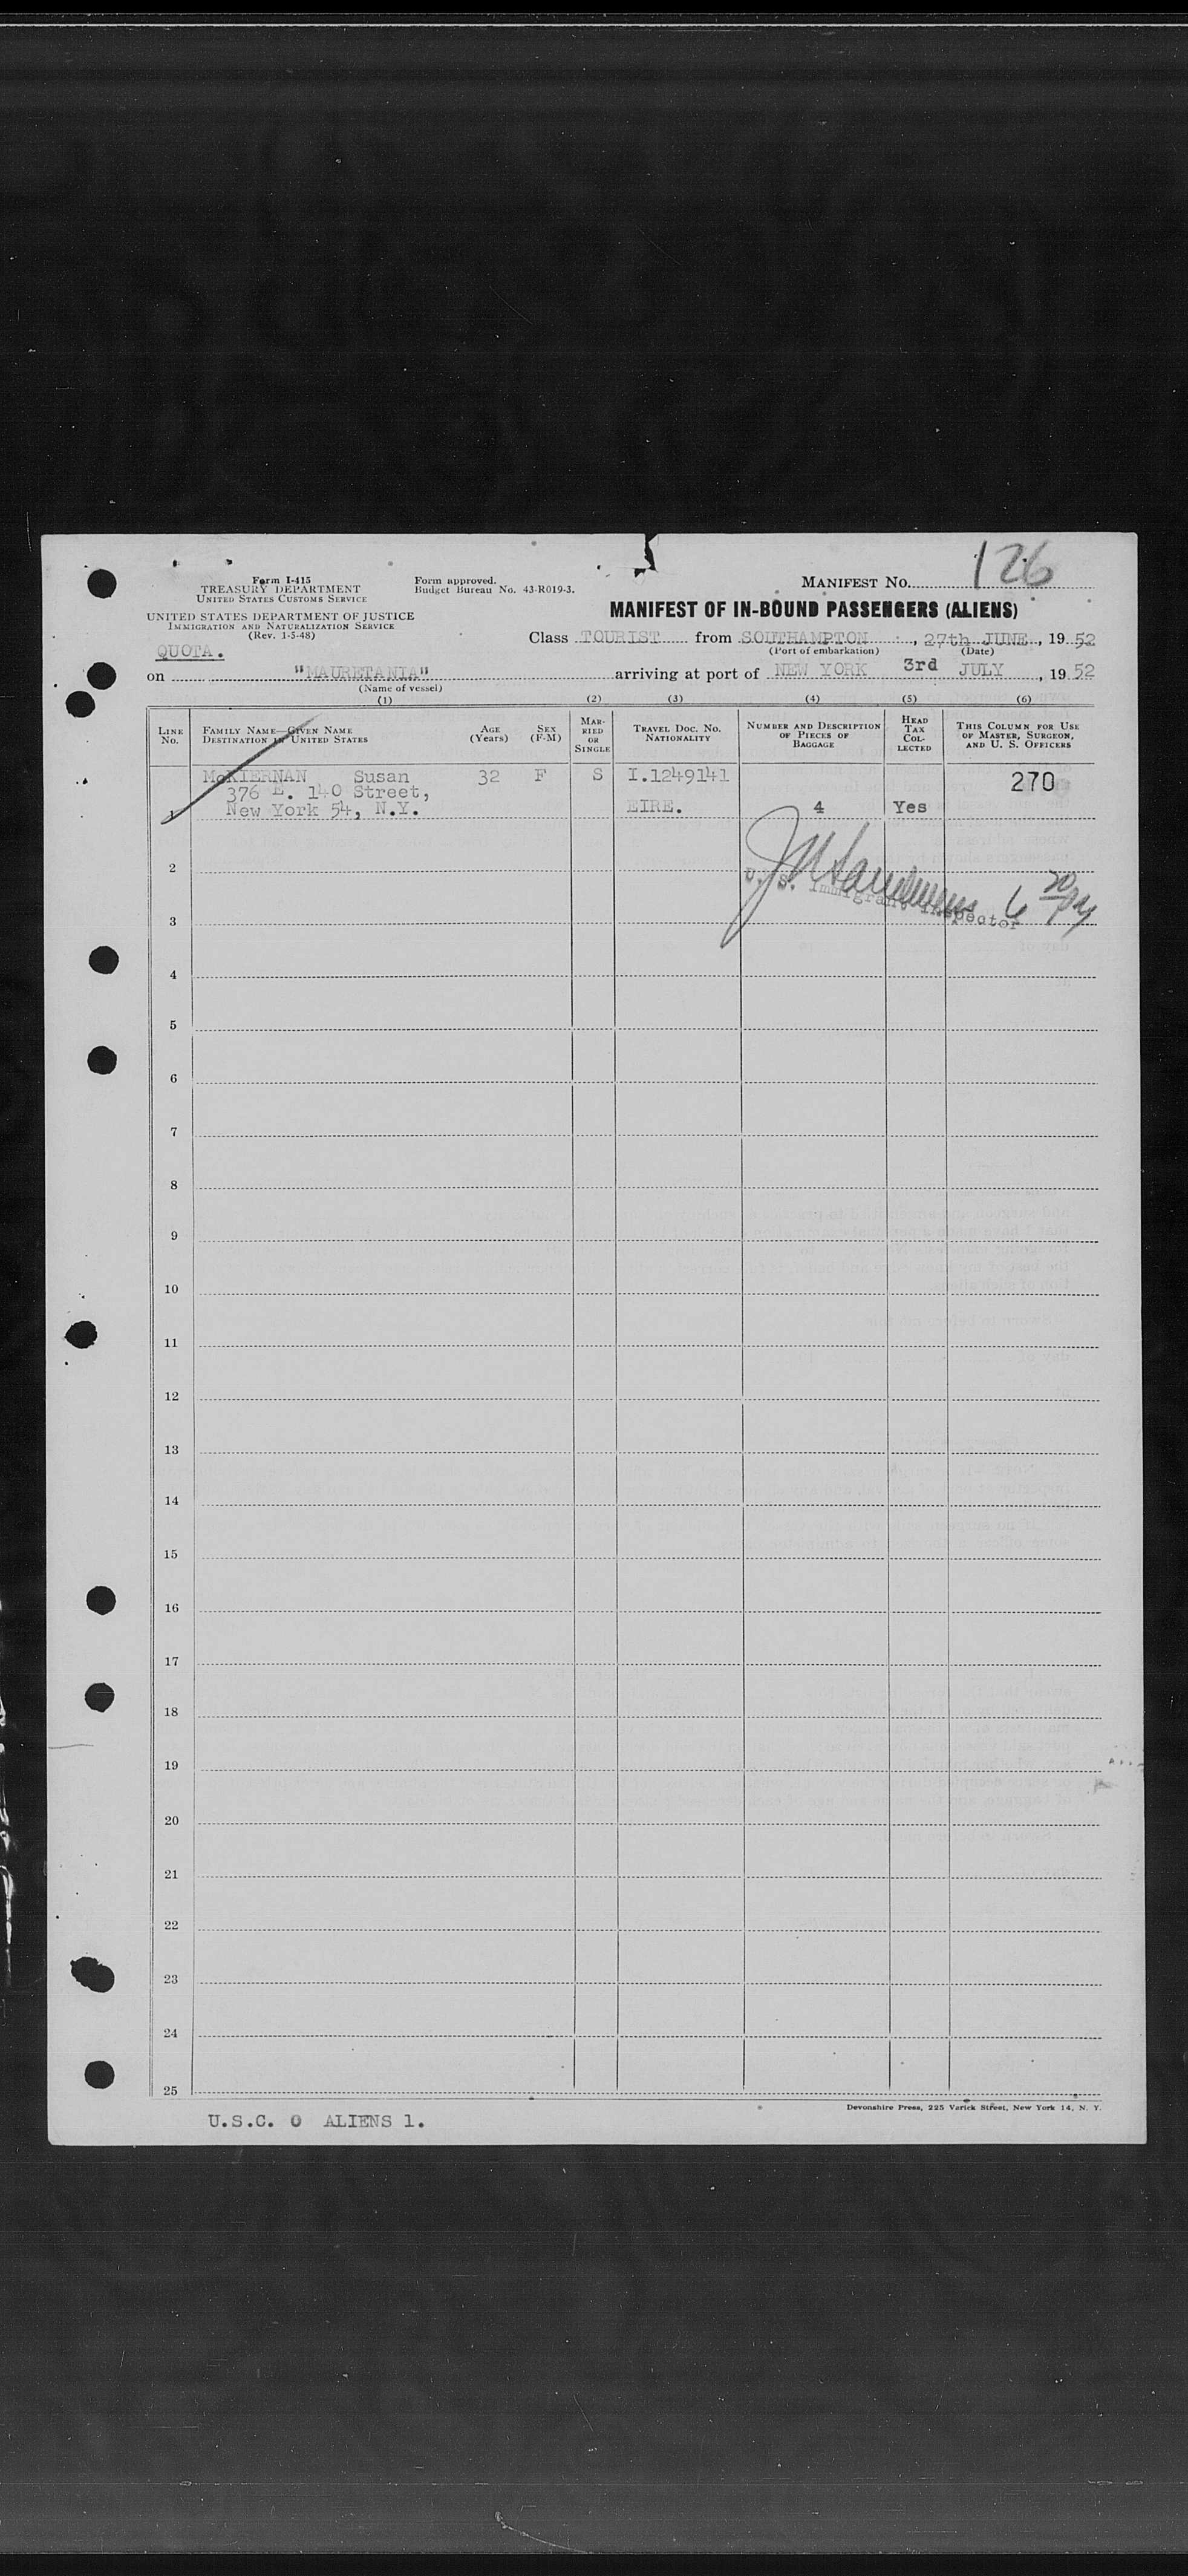 126
Form I-415
TREASURY DEPARTMENT
UNITED STATES CUSTOMS SERVICE
Form approved.
Budget Bureau No. 43-R019-3.
MANIFEST NO.
UNITED STATES DEPARTMENT OF JUSTICE
IMMIGRATION AND NATURALIZATION SERVICE
(Rev. 1-5-48)
MANIFEST OF IN-BOUND PASSENGERS (ALIENS)
Class TOURIST from SOUTHAMPTON, 27th JUNE, 1952
(Port of embarkation) (Date)
QUOTA.
on "MAURETANIA" arriving at port of NEW YORK 3rd JULY, 1952
(Name of vessel)
(1) (2) (3) (4) (5) (6)
LINE NO. FAMILY NAME—GIVEN NAME DESTINATION IN UNITED STATES AGE (Years) SEX (F-M) MARRIED OR SINGLE TRAVEL DOC. NO. NATIONALITY NUMBER AND DESCRIPTION OF PIECES OF BAGGAGE HEAD TAX COLLECTED THIS COLUMN FOR USE OF MASTER, SURGEON, AND U. S. OFFICERS
McKIERNAN Susan 32 F S I.1249141 270
376 E. 140 Street,
1 New York 54, N.Y. EIRE. 4 Yes
2
U. S. Immigrant Inspector
3
4
5
6
7
8
9
10
11
12
13
14
15
16
17
18
19
20
21
22
23
24
25
Devonshire Press, 225 Varick Street, New York 14, N. Y.
U.S.C. 0 ALIENS 1.